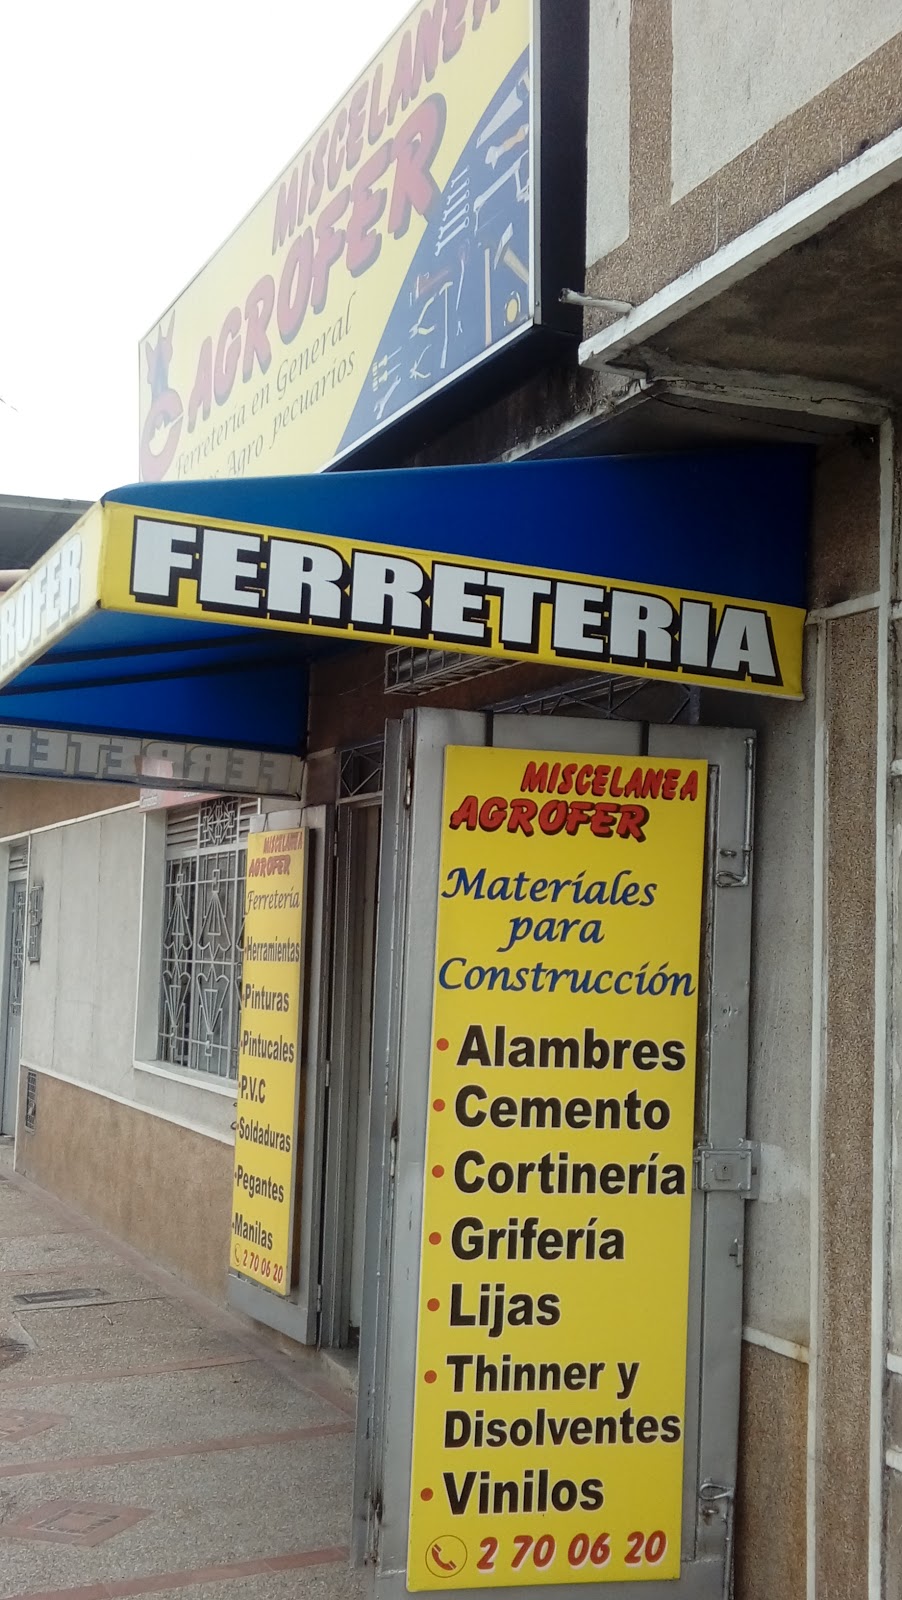 MISCELANEA
AGROFER
Ferreteria en General
Agro pecuarios
FERRETERIA
ROFER
FERRETE
MISCELANEA
AGROFER
Ferretería
·Herramientas
·Pinturas
·Pintucales
·P.V.C
·Soldaduras
·Pegantes
·Manilas
2 70 06 20
MISCELANEA
AGROFER
Materiales
para
Construcción
• Alambres
• Cemento
• Cortinería
• Grifería
• Lijas
• Thinner y
Disolventes
• Vinilos
2 70 06 20